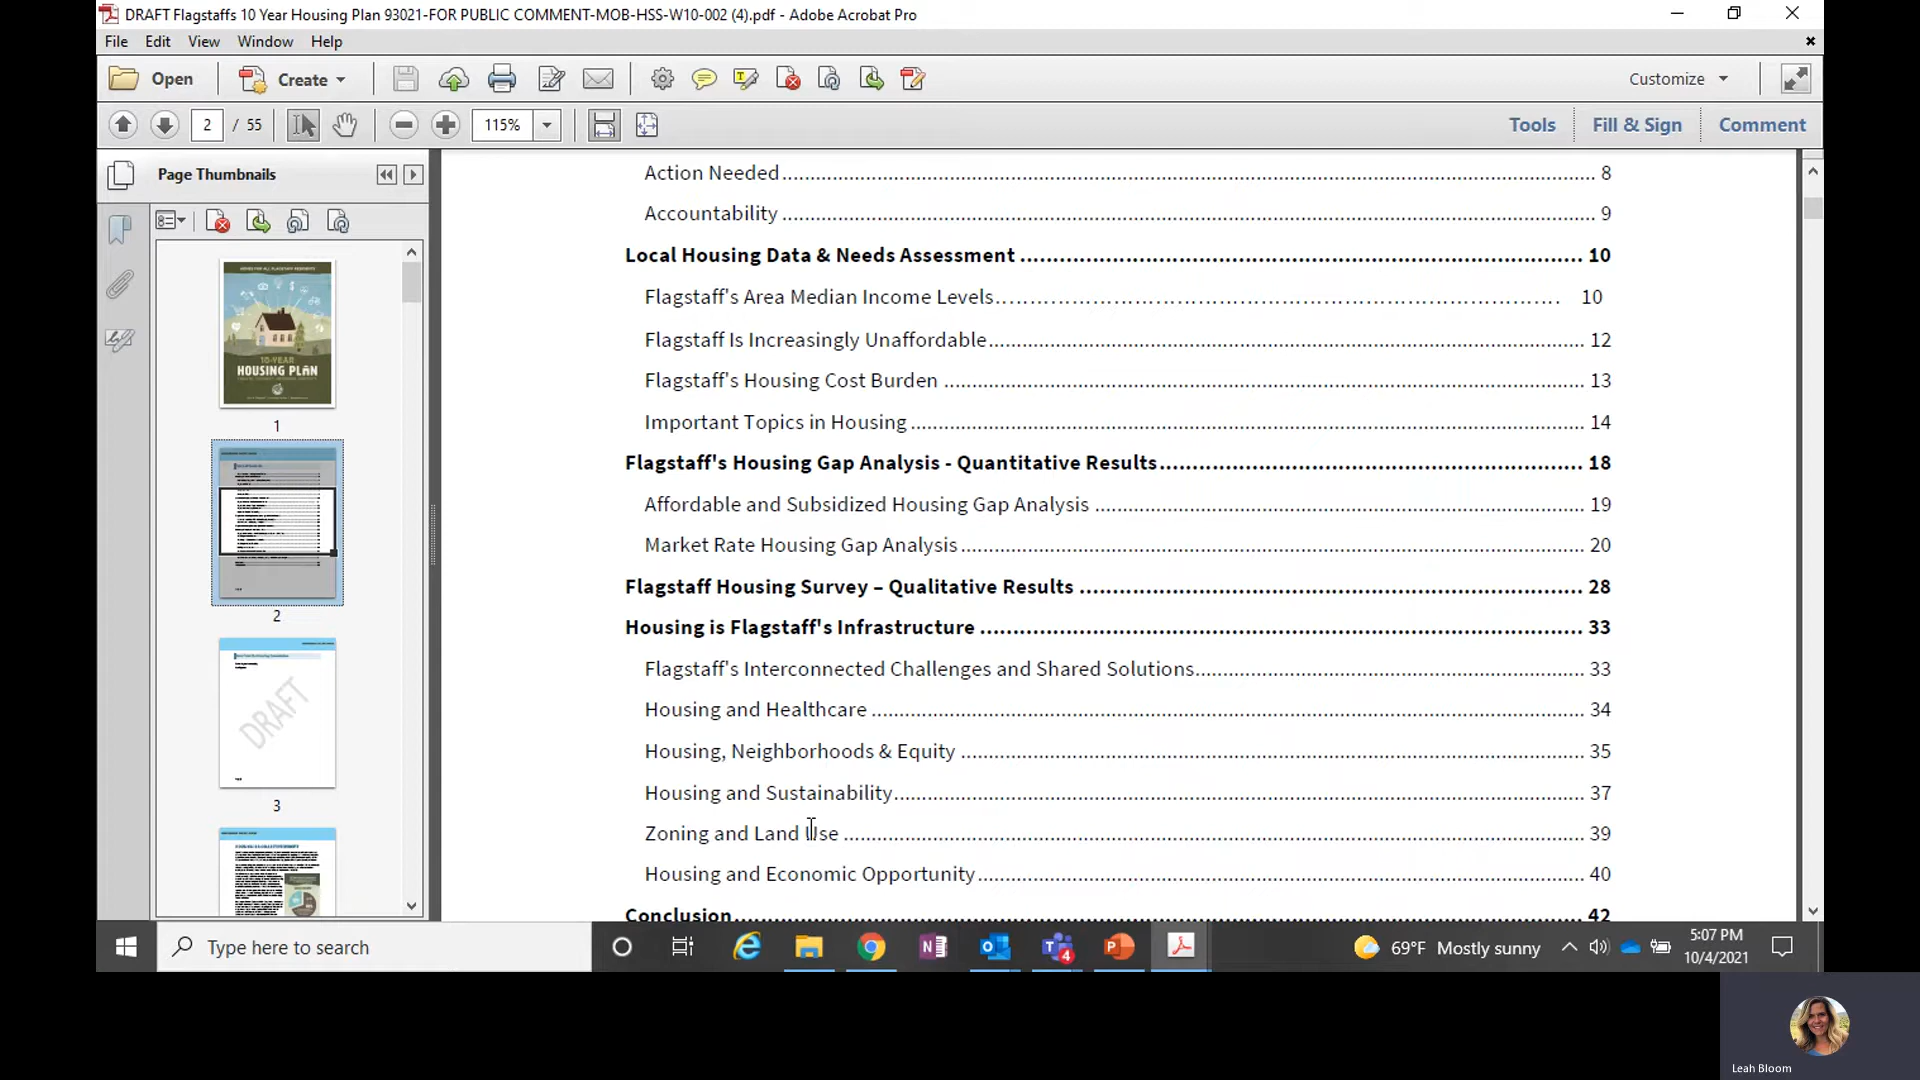 DRAFT Flagstaffs 10 Year Housing Plan 93021-FOR PUBLIC COMMENT-MOB-HSS-W10-002 (4).pdf - Adobe Acrobat Pro
File Edit View Window Help
Open Create Customize
2 / 55 115% Tools Fill & Sign Comment
Page Thumbnails
10-YEAR
HOUSING PLAN
1
2
DRAFT
3
Action Needed 8
Accountability 9
Local Housing Data & Needs Assessment 10
Flagstaff's Area Median Income Levels 10
Flagstaff Is Increasingly Unaffordable 12
Flagstaff's Housing Cost Burden 13
Important Topics in Housing 14
Flagstaff's Housing Gap Analysis - Quantitative Results 18
Affordable and Subsidized Housing Gap Analysis 19
Market Rate Housing Gap Analysis 20
Flagstaff Housing Survey – Qualitative Results 28
Housing is Flagstaff's Infrastructure 33
Flagstaff's Interconnected Challenges and Shared Solutions 33
Housing and Healthcare 34
Housing, Neighborhoods & Equity 35
Housing and Sustainability 37
Zoning and Land Use 39
Housing and Economic Opportunity 40
Conclusion 42
Type here to search
4
69°F Mostly sunny
5:07 PM
10/4/2021
Leah Bloom